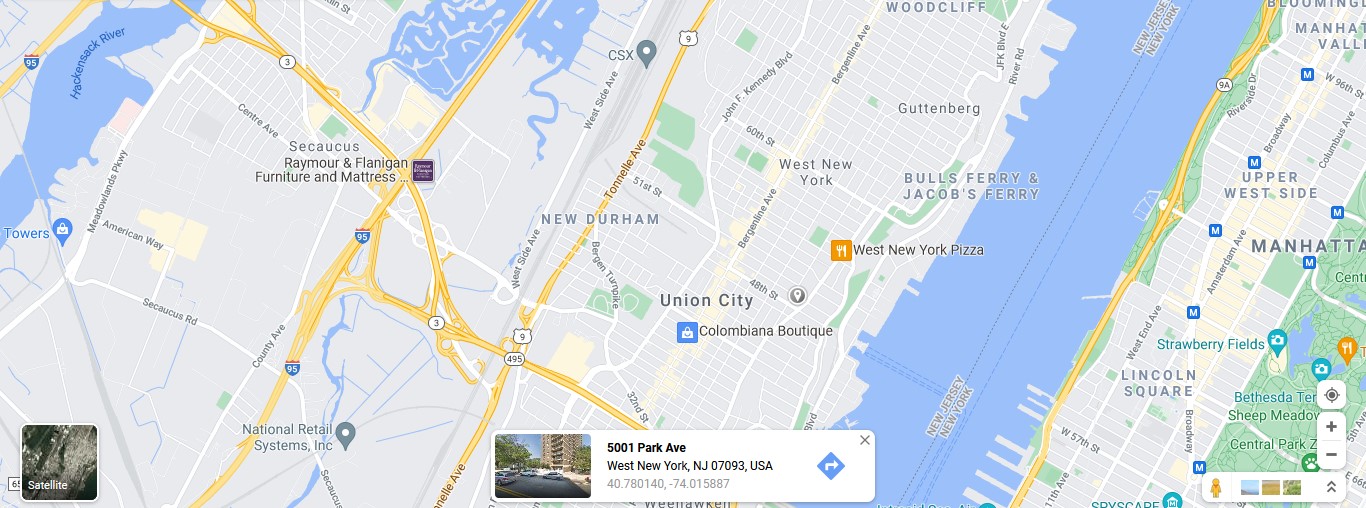 WOODCLIFF
BLOOMING
MANHA
VALL
Hackensack River
95
3
CSX
9
JFK Blvd E
River Rd
NEW JERSEY
NEW YORK
9A
M
W 96th St
Riverside Dr
Broadway
Columbus Ave
John F. Kennedy Blvd
Bergenline Ave
Guttenberg
West Side Ave
Centre Ave
60th St
Secaucus
Raymour & Flanigan
Furniture and Mattress ...
Tonnelle Ave
51st St
West New
York
BULLS FERRY &
JACOB'S FERRY
UPPER
WEST SIDE
M
M
M
MANHATTA
M
Meadowlands Pkwy
NEW DURHAM
Towers
American Way
95
West Side Ave
Bergen Turnpike
Bergenline Ave
West New York Pizza
Amsterdam Ave
Cent
48th St
Union City
Secaucus Rd
County Ave
3
9
495
Colombiana Boutique
M
West End Ave
Strawberry Fields
95
LINCOLN
SQUARE
Bethesda Ter
Sheep Meadow
32nd St
NEW JERSEY
NEW YORK
Broadway
W 57th St
Central Park Z
5th Ave
National Retail
Systems, Inc
Satellite
5001 Park Ave
West New York, NJ 07093, USA
40.780140, -74.015887
M
11th Ave
SPYSCAPE
Weehawken